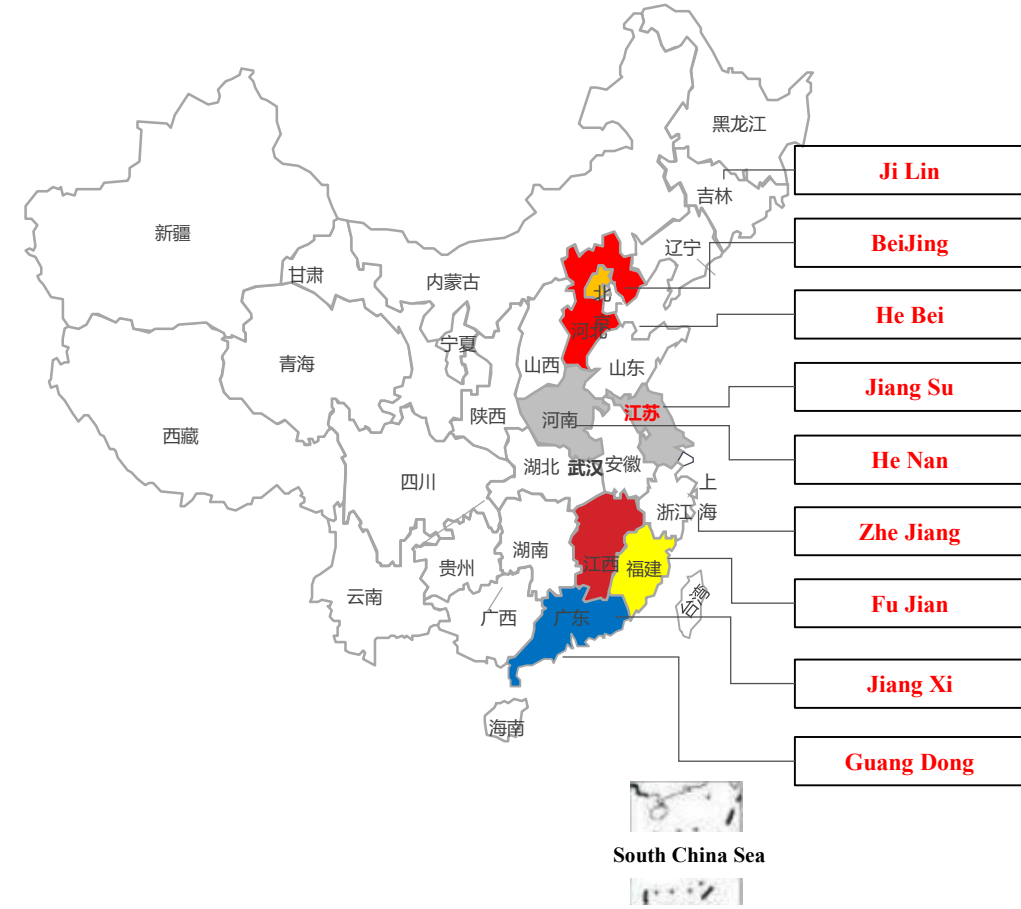 黑龙江
Ji Lin
吉林
新疆
BeiJing
辽宁
甘肃
内蒙古
北
京
He Bei
河北
宁夏
青海
山西
山东
Jiang Su
陕西
河南
江苏
西藏
He Nan
四川
湖北
武汉
安徽
上
海
浙江
Zhe Jiang
湖南
贵州
江西
福建
Fu Jian
云南
台湾
广西
广东
Jiang Xi
海南
Guang Dong
South China Sea